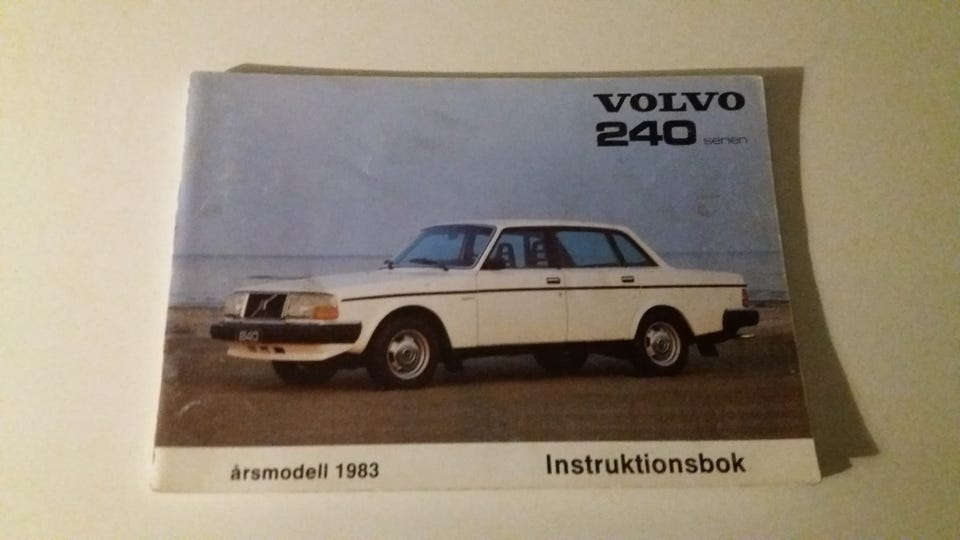 VOLVO
240 serien
240
årsmodell 1983
Instruktionsbok